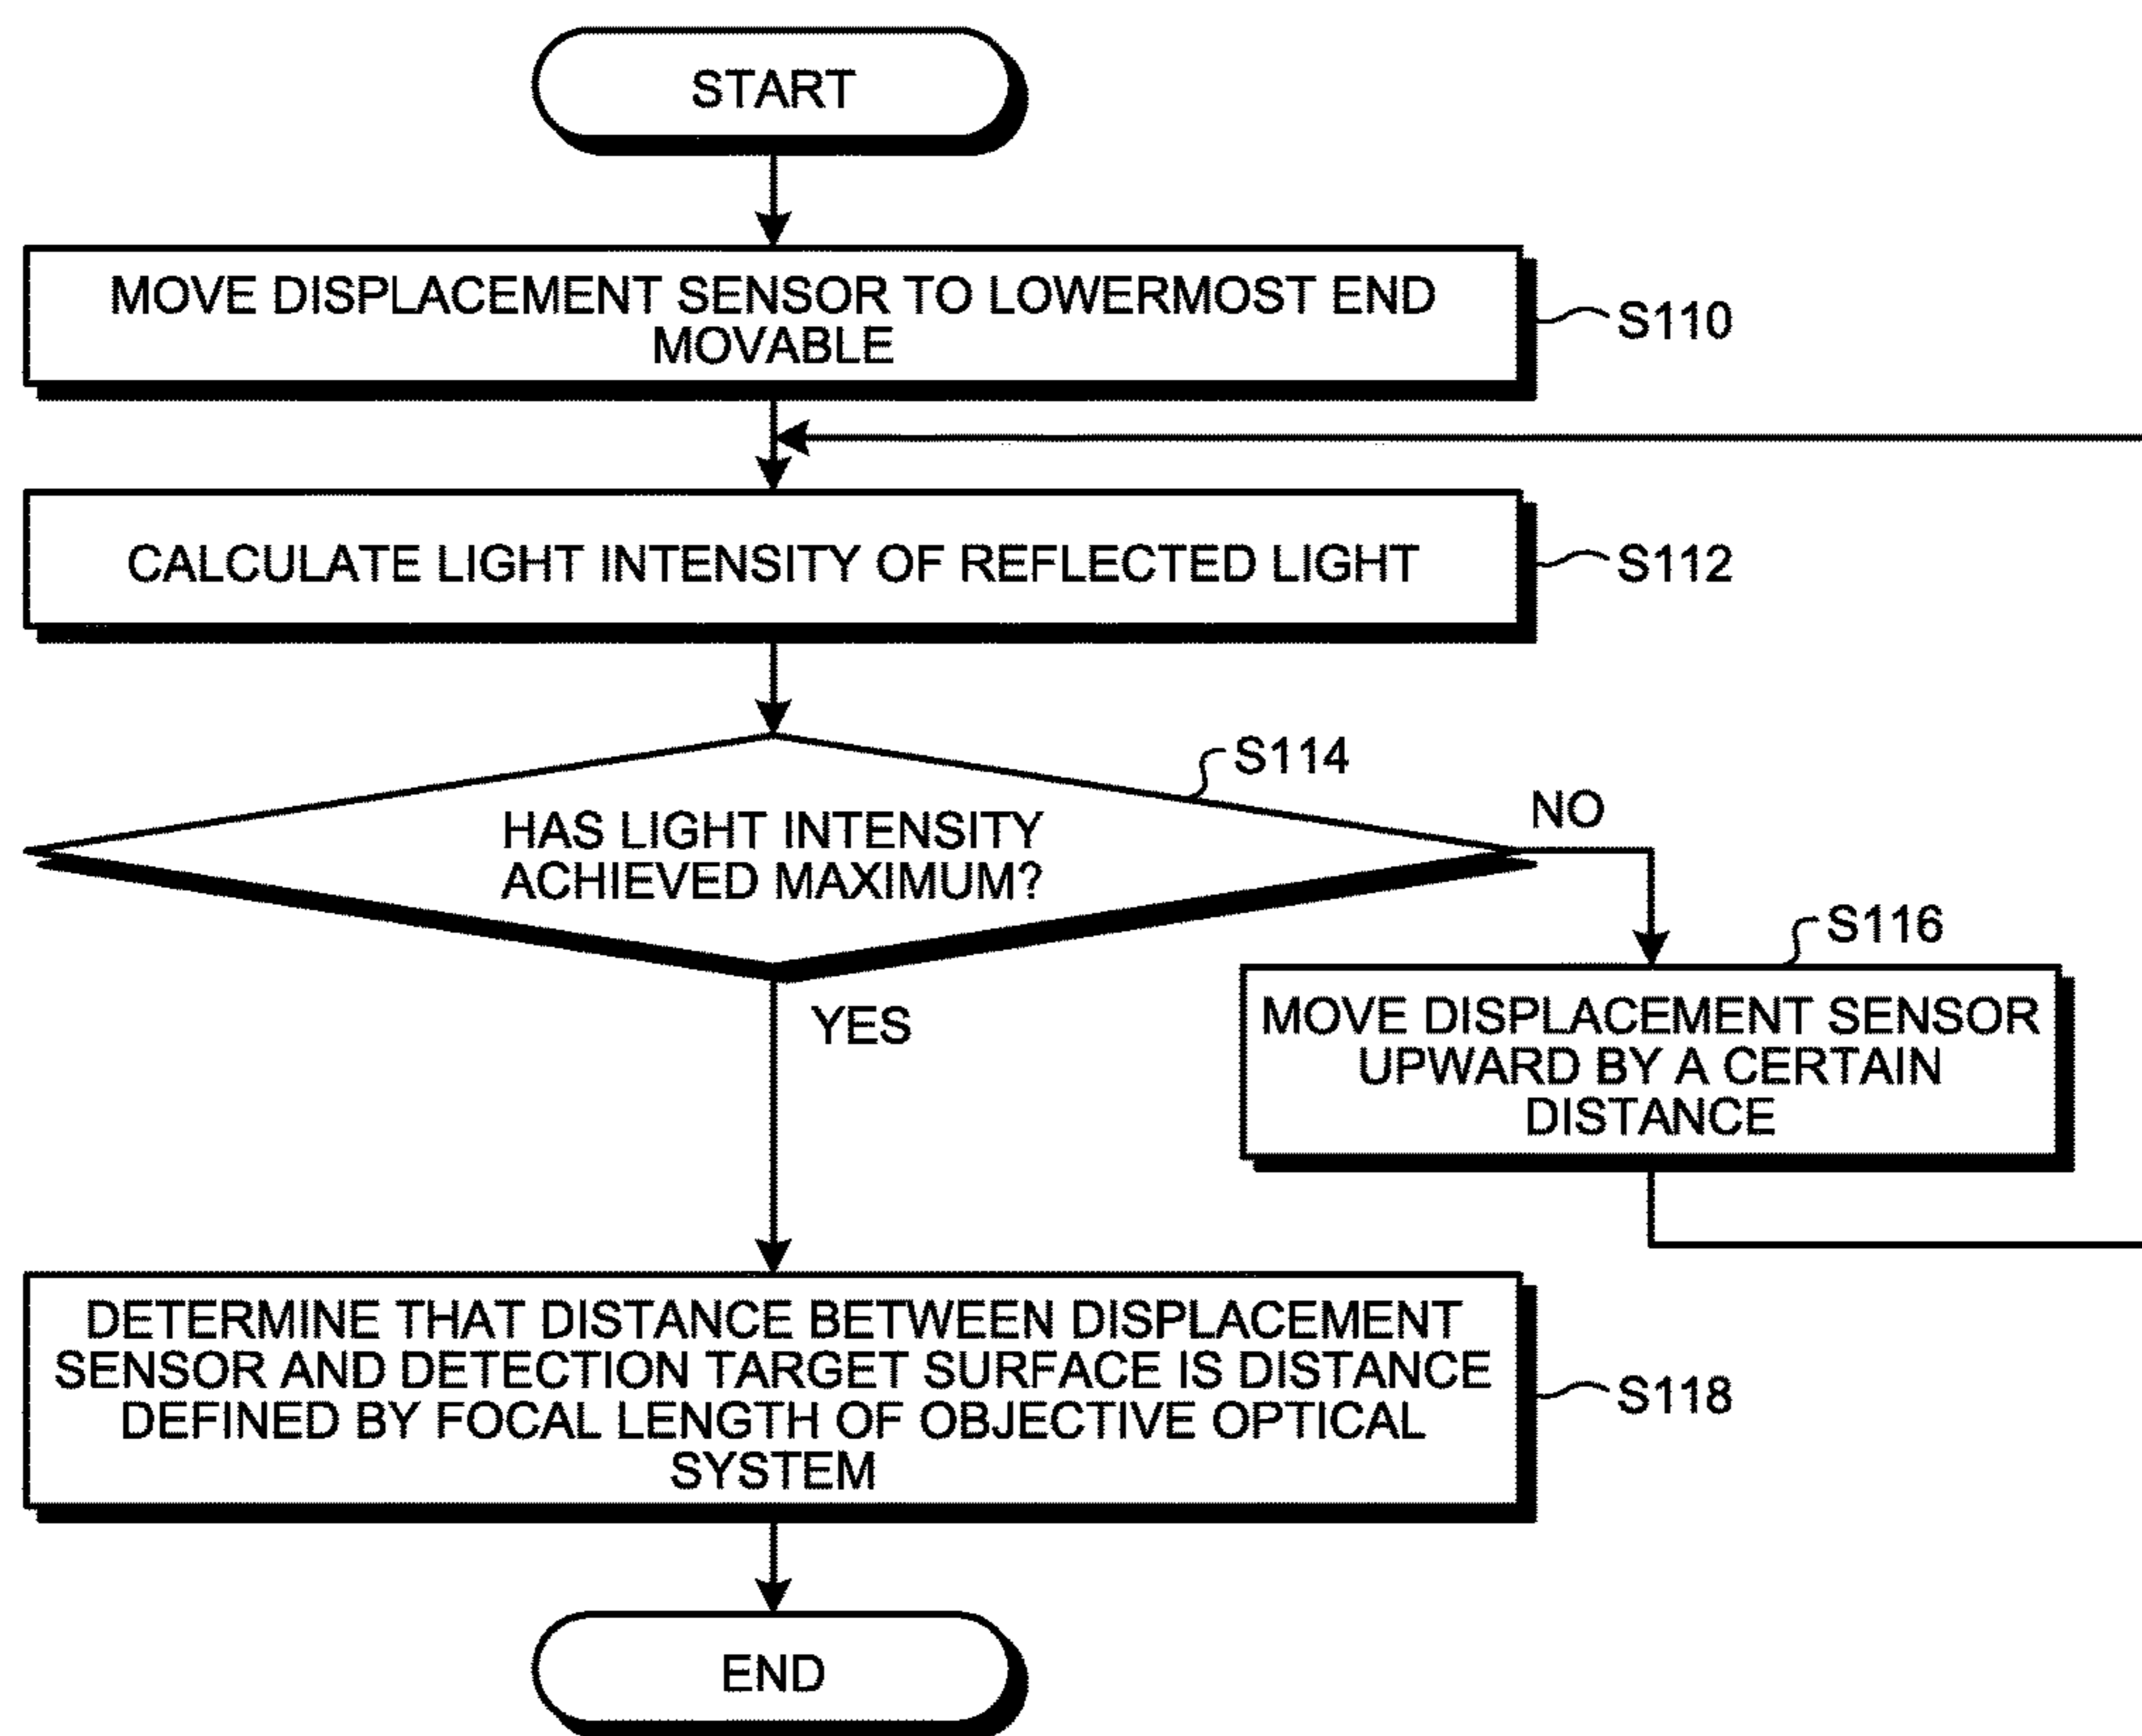 START
MOVE DISPLACEMENT SENSOR TO LOWERMOST END
MOVABLE
S110
CALCULATE LIGHT INTENSITY OF REFLECTED LIGHT
S112
S114
HAS LIGHT INTENSITY
ACHIEVED MAXIMUM?
NO
S116
MOVE DISPLACEMENT SENSOR
UPWARD BY A CERTAIN
DISTANCE
YES
DETERMINE THAT DISTANCE BETWEEN DISPLACEMENT
SENSOR AND DETECTION TARGET SURFACE IS DISTANCE
DEFINED BY FOCAL LENGTH OF OBJECTIVE OPTICAL
SYSTEM
S118
END